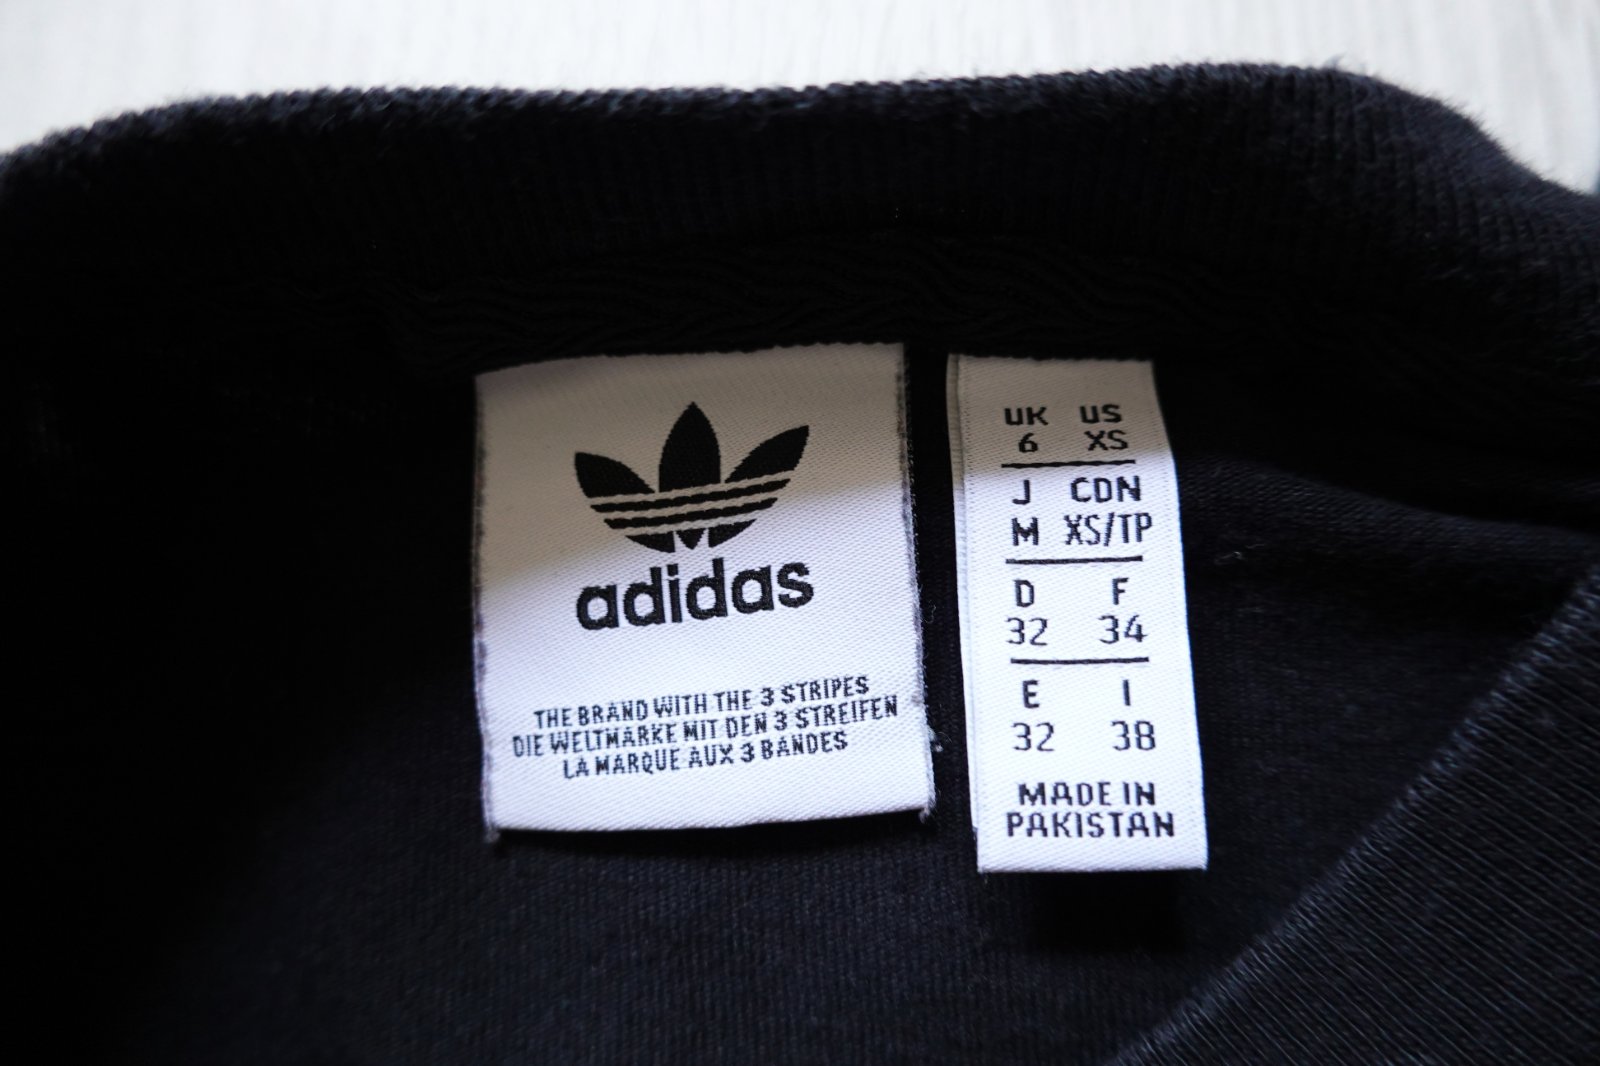 adidas
THE BRAND WITH THE 3 STRIPES
DIE WELTMARKE MIT DEN 3 STREIFEN
LA MARQUE AUX 3 BANDES
UK US
6 XS
J CDN
M XS/TP
D F
32 34
E I
32 38
MADE IN
PAKISTAN